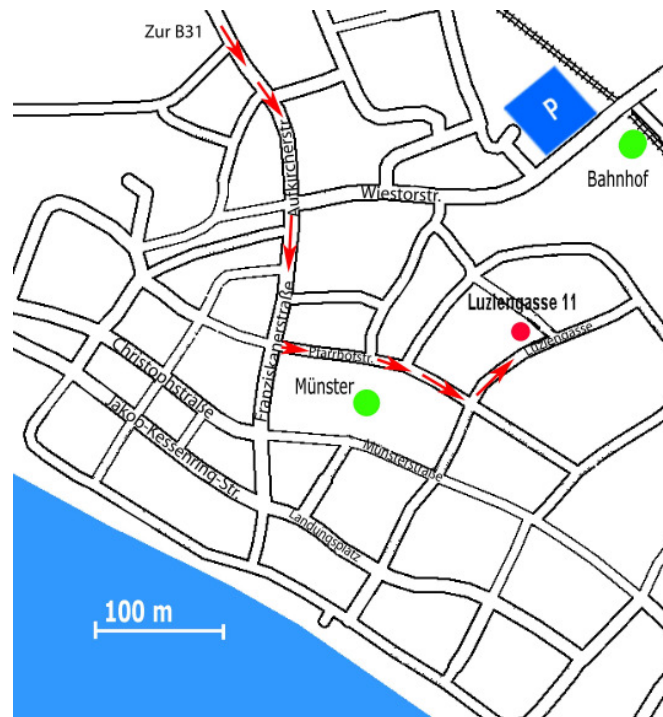 Zur B31
P
Aufkircherstr.
Bahnhof
Wiestorstr.
Luziengasse 11
Franziskanerstraße
Luziengasse
Pfarrhofstr.
Christophstraße
Münster
Jakob-Kessenring-Str.
Münsterstraße
Landungsplatz
100 m